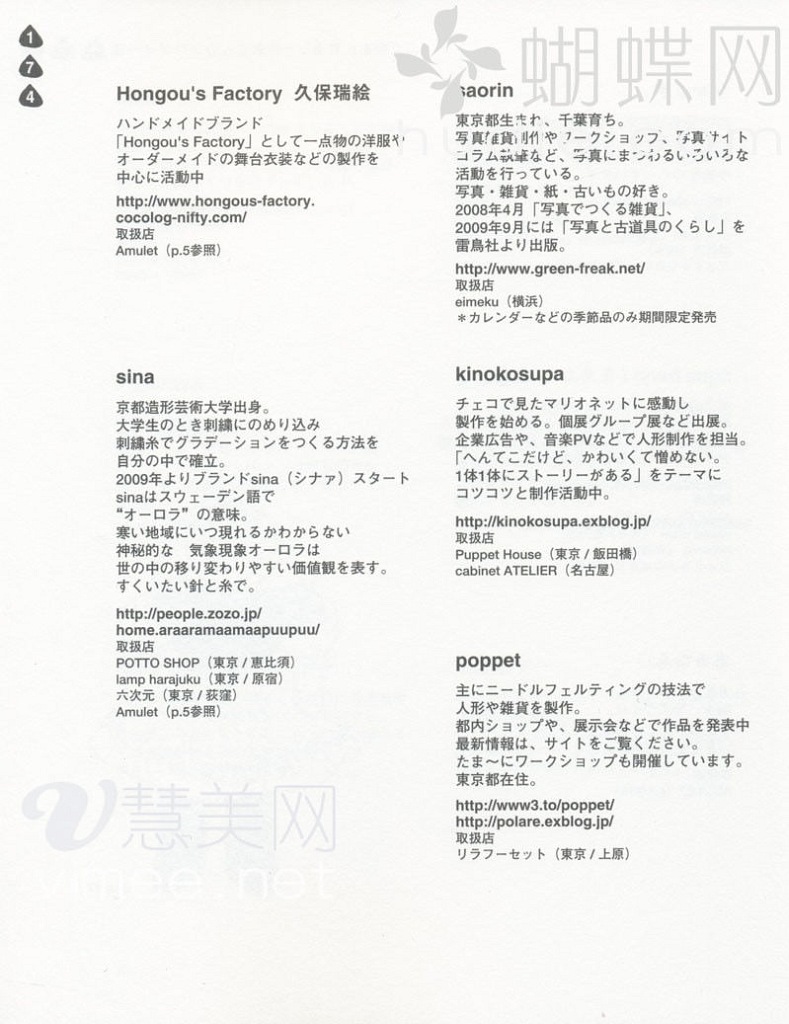 1
7
4
Hongou's Factory 久保瑞絵
ハンドメイドブランド
「Hongou's Factory」として一点物の洋服や
オーダーメイドの舞台衣装などの製作を
中心に活動中
http://www.hongous-factory.
cocolog-nifty.com/
取扱店
Amulet（p.5参照）
sina
京都造形芸術大学出身。
大学生のとき刺繍にのめり込み
刺繍糸でグラデーションをつくる方法を
自分の中で確立。
2009年よりブランドsina（シナァ）スタート
sinaはスウェーデン語で
“オーロラ”の意味。
寒い地域にいつ現れるかわからない
神秘的な　気象現象オーロラは
世の中の移り変わりやすい価値観を表す。
すくいたい針と糸で。
http://people.zozo.jp/
home.araaramaamaapuupuu/
取扱店
POTTO SHOP（東京 / 恵比須）
lamp harajuku（東京 / 原宿）
六次元（東京 / 荻窪）
Amulet（p.5参照）
saorin
東京都生まれ、千葉育ち。
写真雑貨制作やワークショップ、写真サイト
コラム執筆など、写真にまつわるいろいろな
活動を行っている。
写真・雑貨・紙・古いもの好き。
2008年4月「写真でつくる雑貨」、
2009年9月には「写真と古道具のくらし」を
雷鳥社より出版。
http://www.green-freak.net/
取扱店
eimeku（横浜）
＊カレンダーなどの季節品のみ期間限定発売
kinokosupa
チェコで見たマリオネットに感動し
製作を始める。個展グループ展など出展。
企業広告や、音楽PVなどで人形制作を担当。
「へんてこだけど、かわいくて憎めない。
1体1体にストーリーがある」をテーマに
コツコツと制作活動中。
http://kinokosupa.exblog.jp/
取扱店
Puppet House（東京 / 飯田橋）
cabinet ATELIER（名古屋）
poppet
主にニードルフェルティングの技法で
人形や雑貨を製作。
都内ショップや、展示会などで作品を発表中
最新情報は、サイトをご覧ください。
たま〜にワークショップも開催しています。
東京都在住。
http://www3.to/poppet/
http://polare.exblog.jp/
取扱店
リラフーセット（東京 / 上原）
蝴蝶网
V慧美网
vmee.net